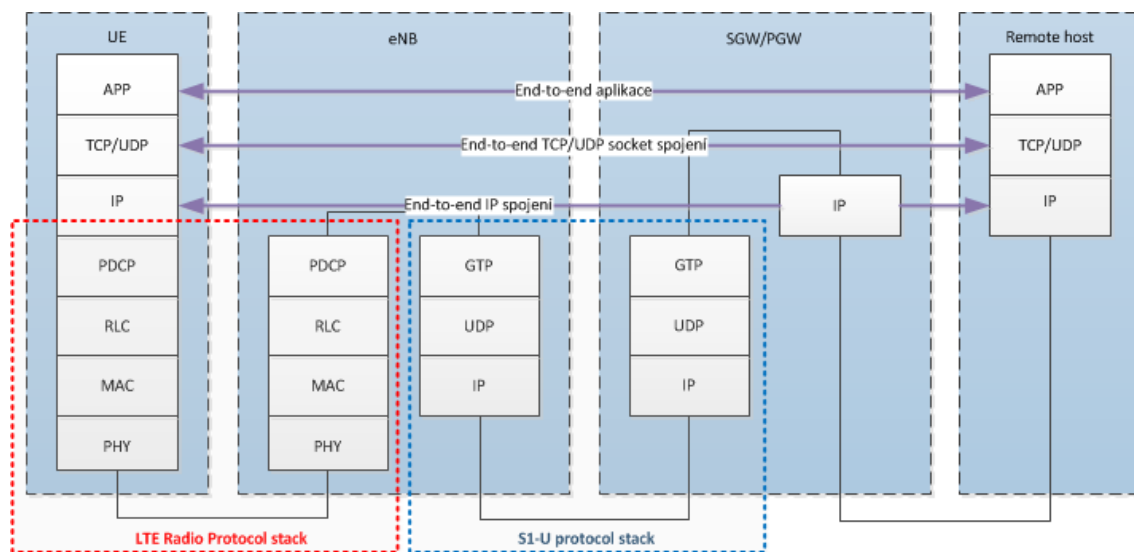 UE
eNB
SGW/PGW
Remote host
APP
End-to-end aplikace
APP
TCP/UDP
End-to-end TCP/UDP socket spojení
TCP/UDP
IP
End-to-end IP spojení
IP
IP
PDCP
PDCP
GTP
GTP
RLC
RLC
UDP
UDP
MAC
MAC
IP
IP
PHY
PHY
LTE Radio Protocol stack
S1-U protocol stack